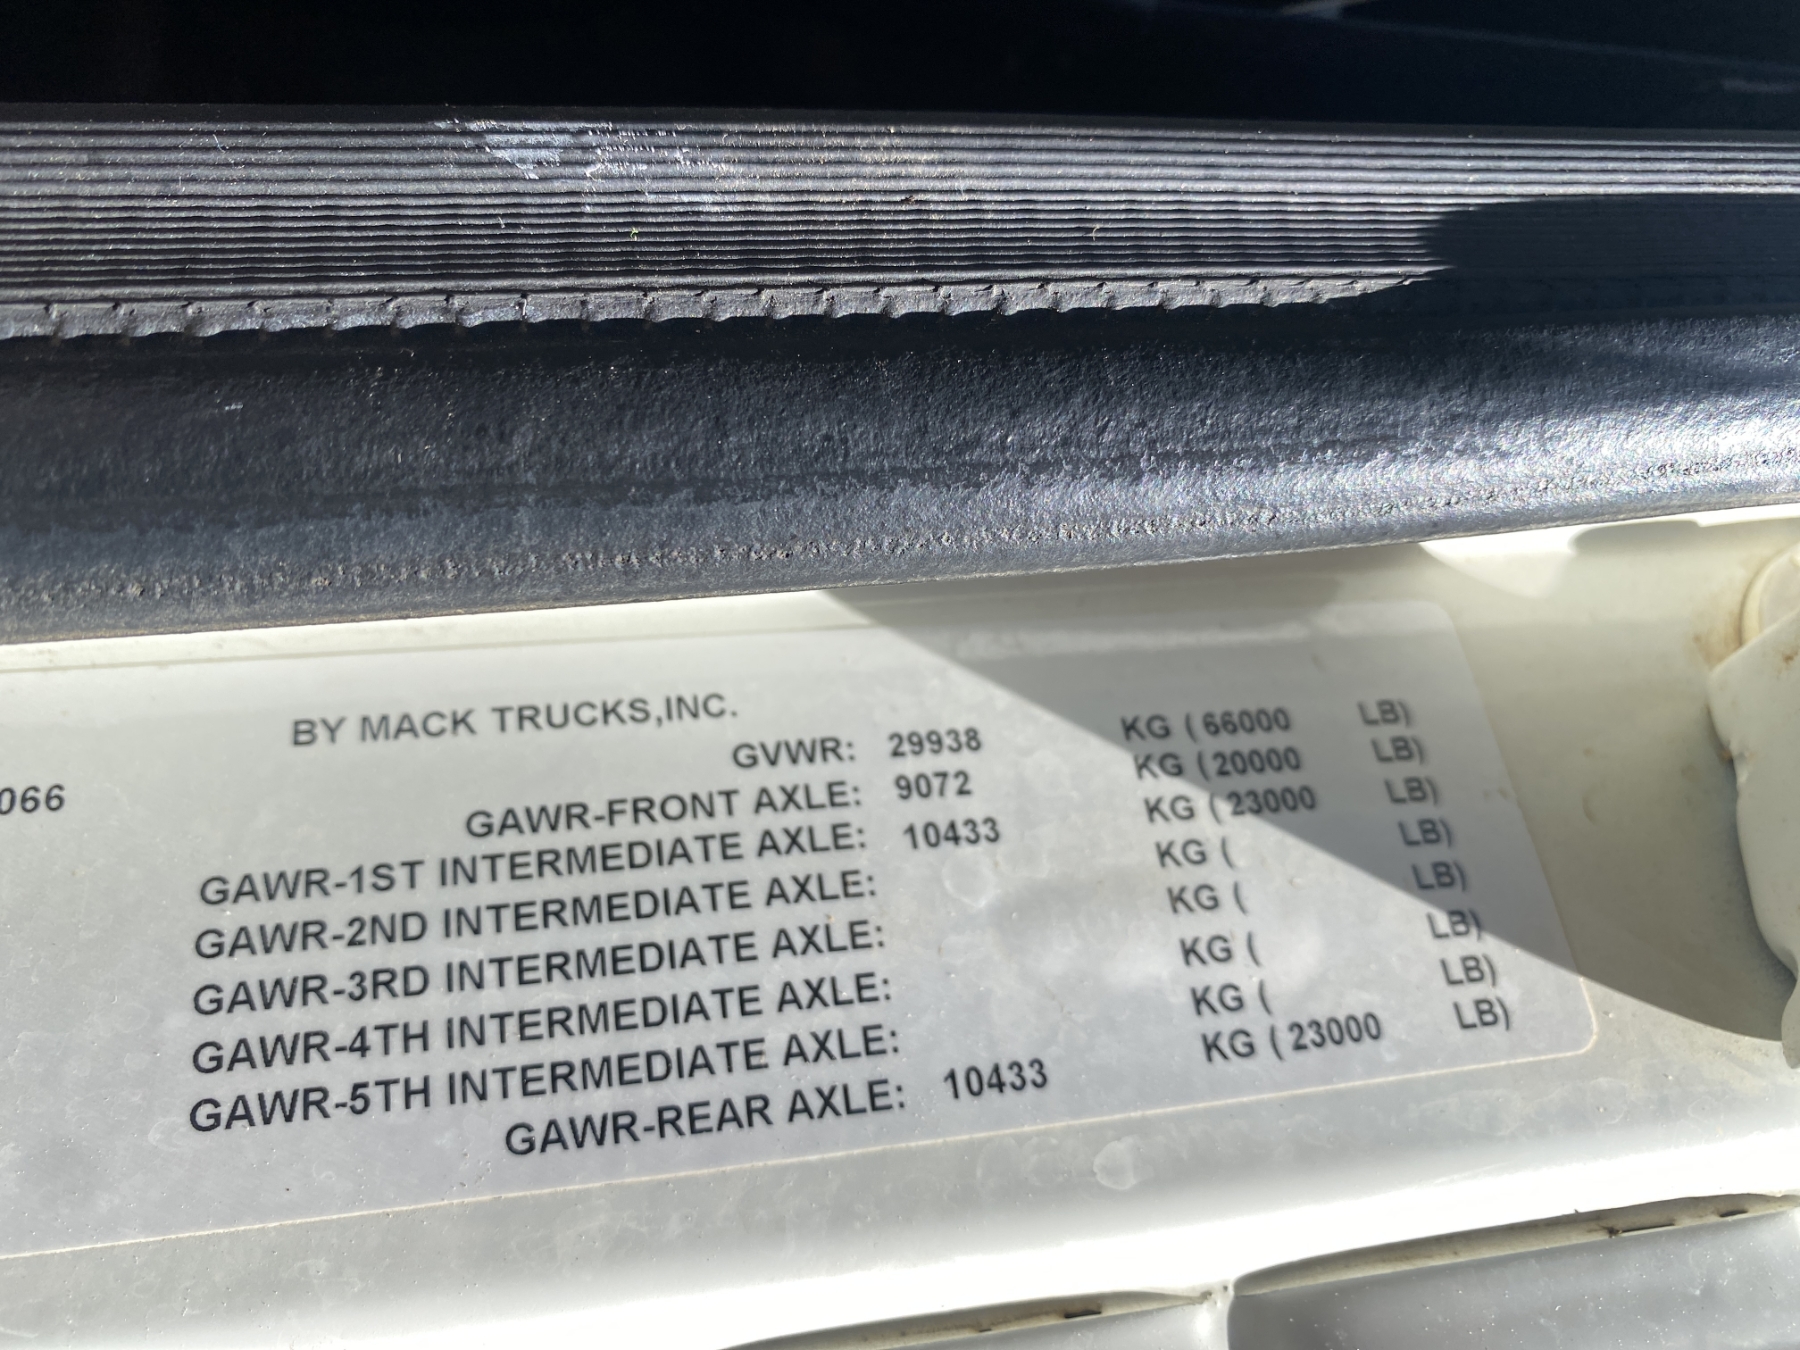 BY MACK TRUCKS,INC.
GVWR: 29938 KG (66000 LB)
066
GAWR-FRONT AXLE: 9072 KG (20000 LB)
GAWR-1ST INTERMEDIATE AXLE: 10433 KG (23000 LB)
GAWR-2ND INTERMEDIATE AXLE: KG ( LB)
GAWR-3RD INTERMEDIATE AXLE: KG ( LB)
GAWR-4TH INTERMEDIATE AXLE: KG ( LB)
GAWR-5TH INTERMEDIATE AXLE: KG ( LB)
GAWR-REAR AXLE: 10433 KG (23000 LB)